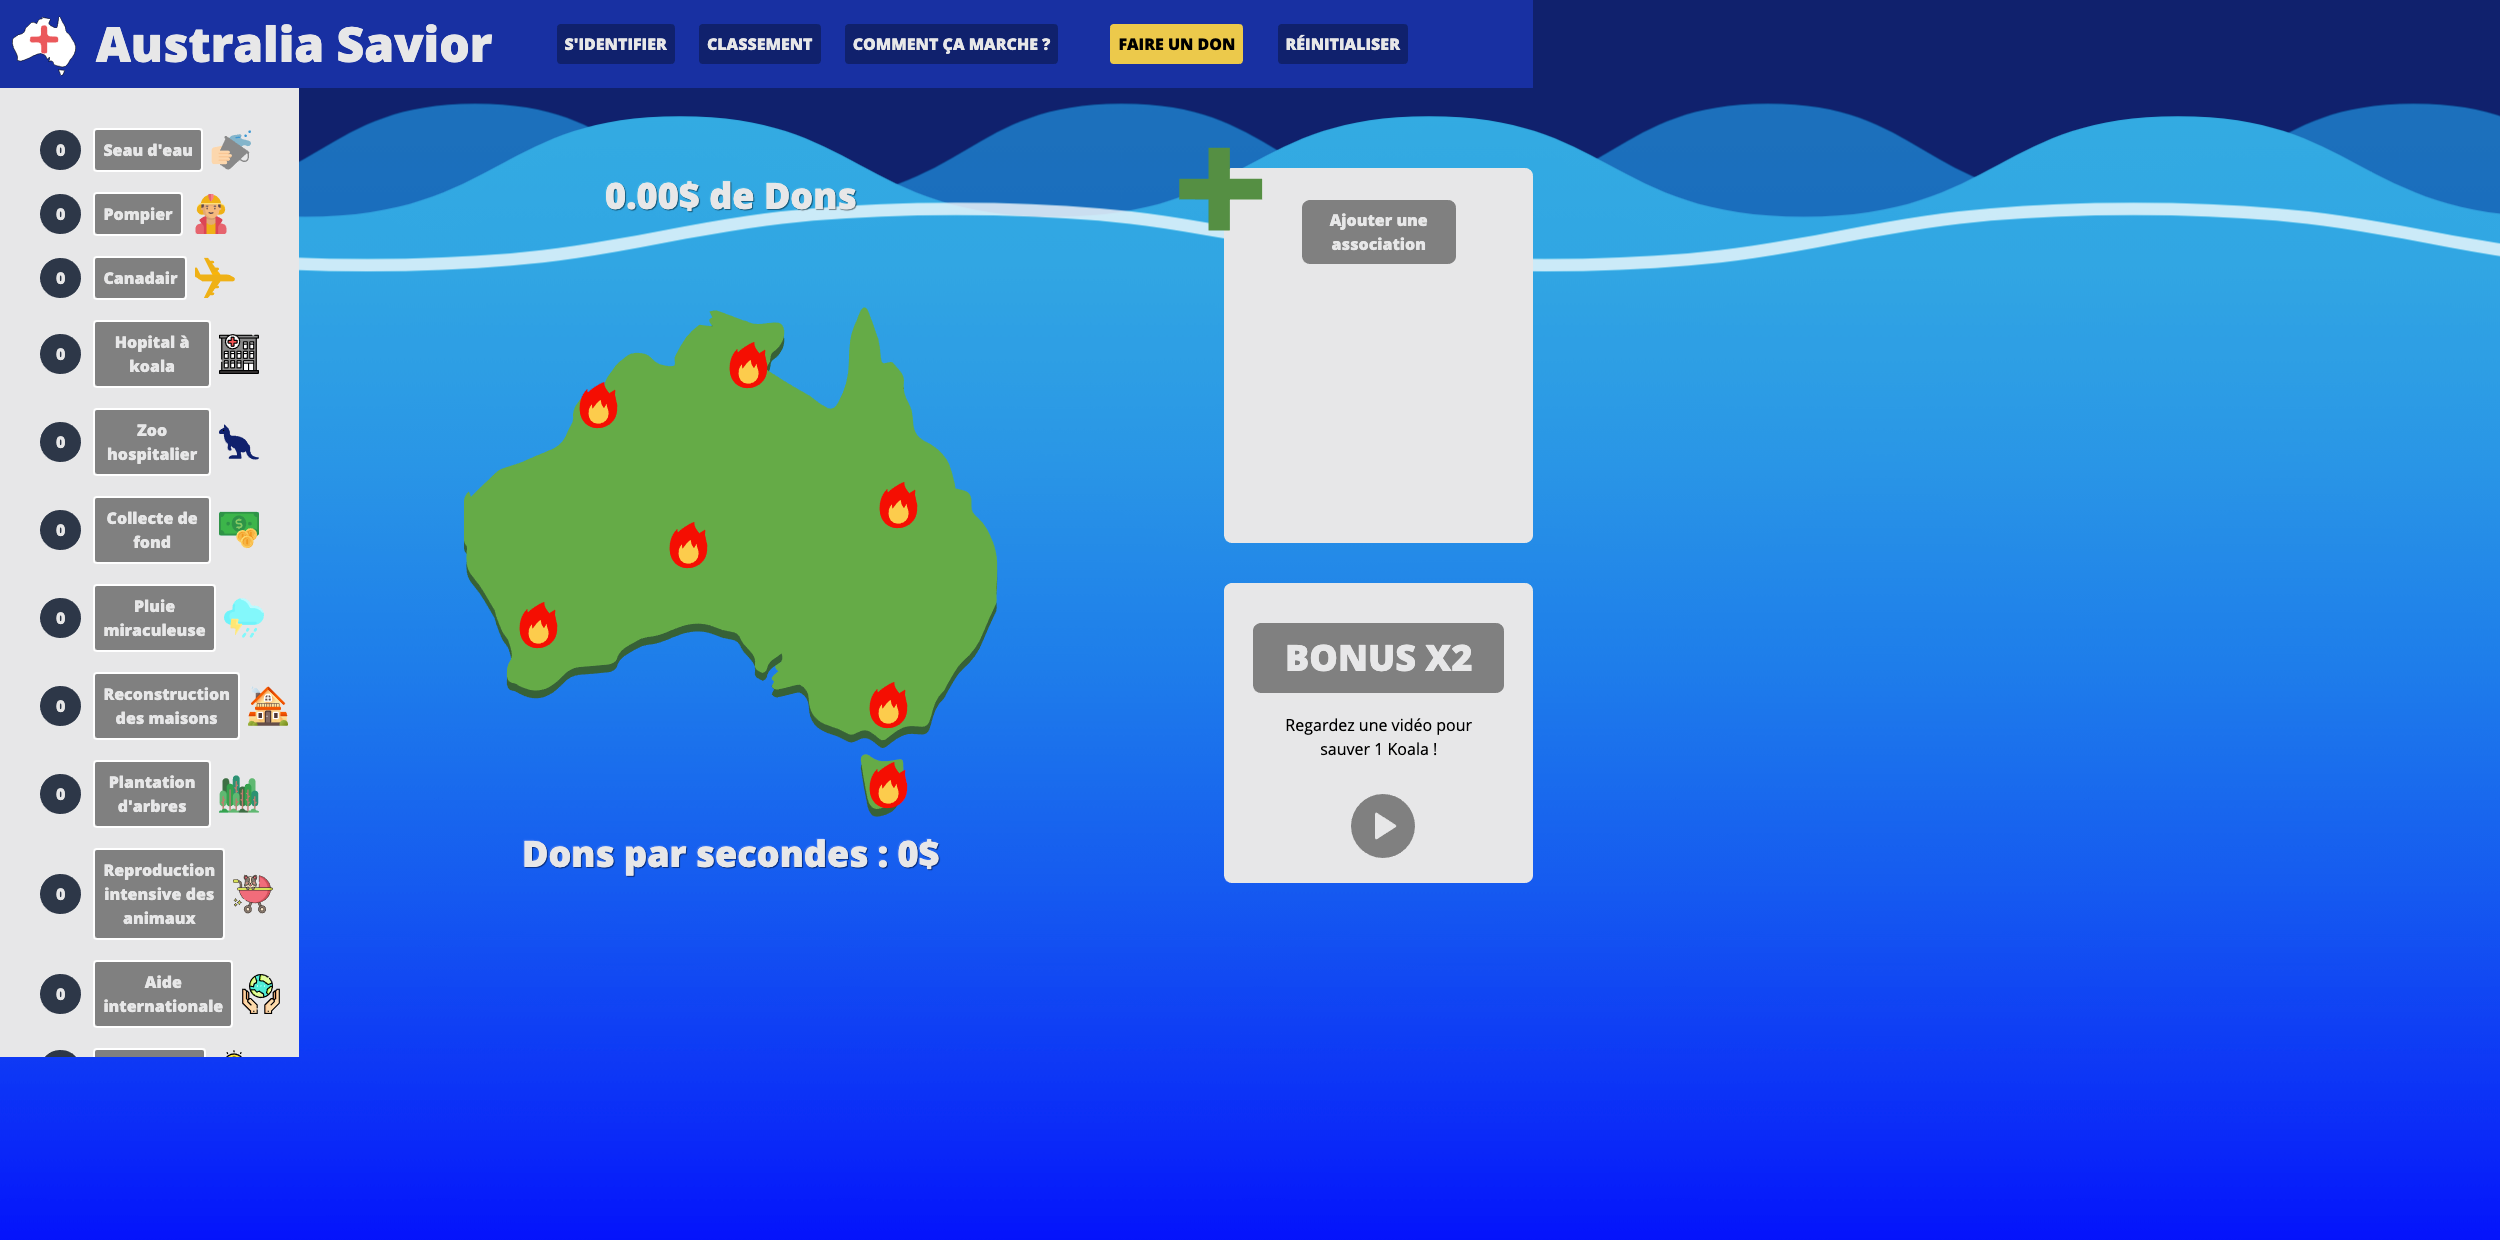 Australia Savior
S'IDENTIFIER
CLASSEMENT
COMMENT ÇA MARCHE ?
FAIRE UN DON
RÉINITIALISER
0
Seau d'eau
0
Pompier
0
Canadair
0
Hopital à
koala
0
Zoo
hospitalier
0
Collecte de
fond
0
Pluie
miraculeuse
0
Reconstruction
des maisons
0
Plantation
d'arbres
0
Reproduction
intensive des
animaux
0
Aide
internationale
0.00$ de Dons
Dons par secondes : 0$
Ajouter une
association
BONUS X2
Regardez une vidéo pour
sauver 1 Koala !